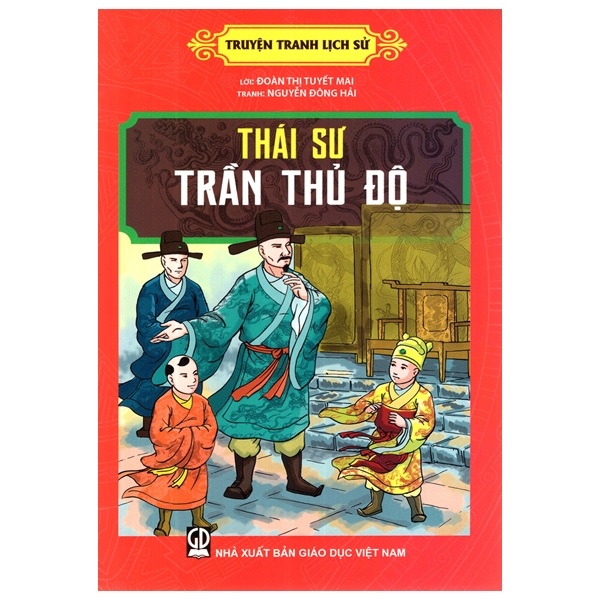 TRUYỆN TRANH LỊCH SỬ
LỜI: ĐOÀN THỊ TUYẾT MAI
TRANH: NGUYỄN ĐÔNG HẢI
THÁI SƯ
TRẦN THỦ ĐỘ
GD
NHÀ XUẤT BẢN GIÁO DỤC VIỆT NAM